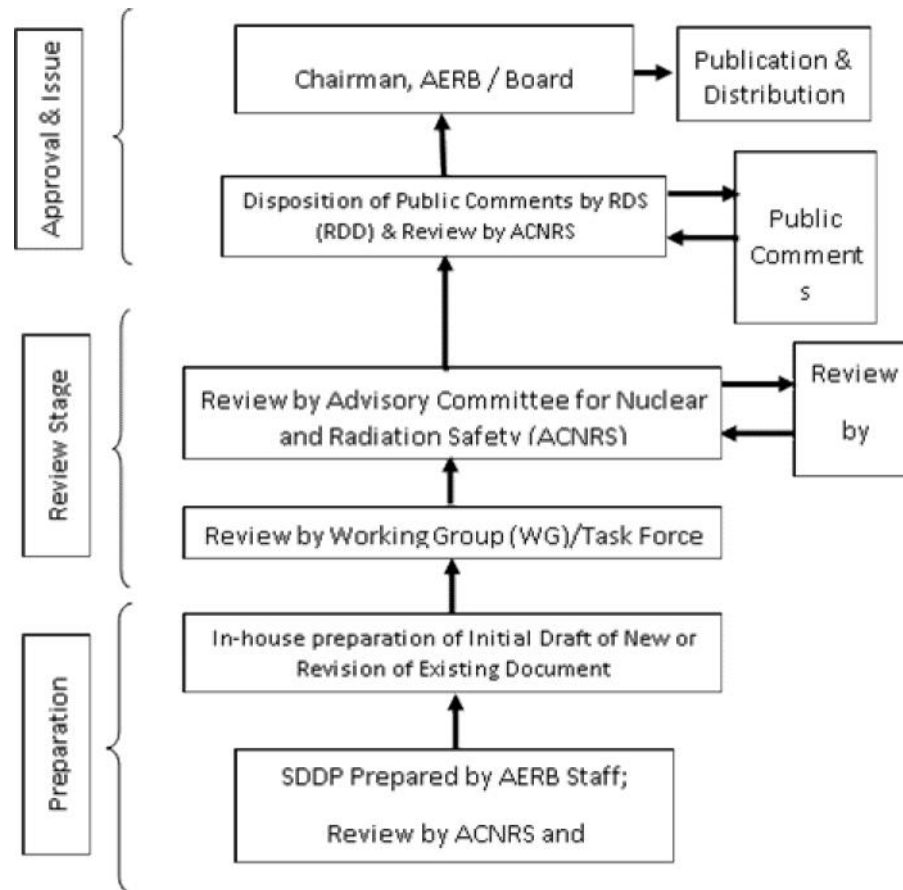 Approval & Issue
Chairman, AERB / Board
Publication &
Distribution
Disposition of Public Comments by RDS
(RDD) & Review by ACNRS
Public
Comment
s
Review Stage
Review by Advisory Committee for Nuclear
and Radiation Safety (ACNRS)
Review
by
Review by Working Group (WG)/Task Force
Preparation
In-house preparation of Initial Draft of New or
Revision of Existing Document
SDDP Prepared by AERB Staff;
Review by ACNRS and